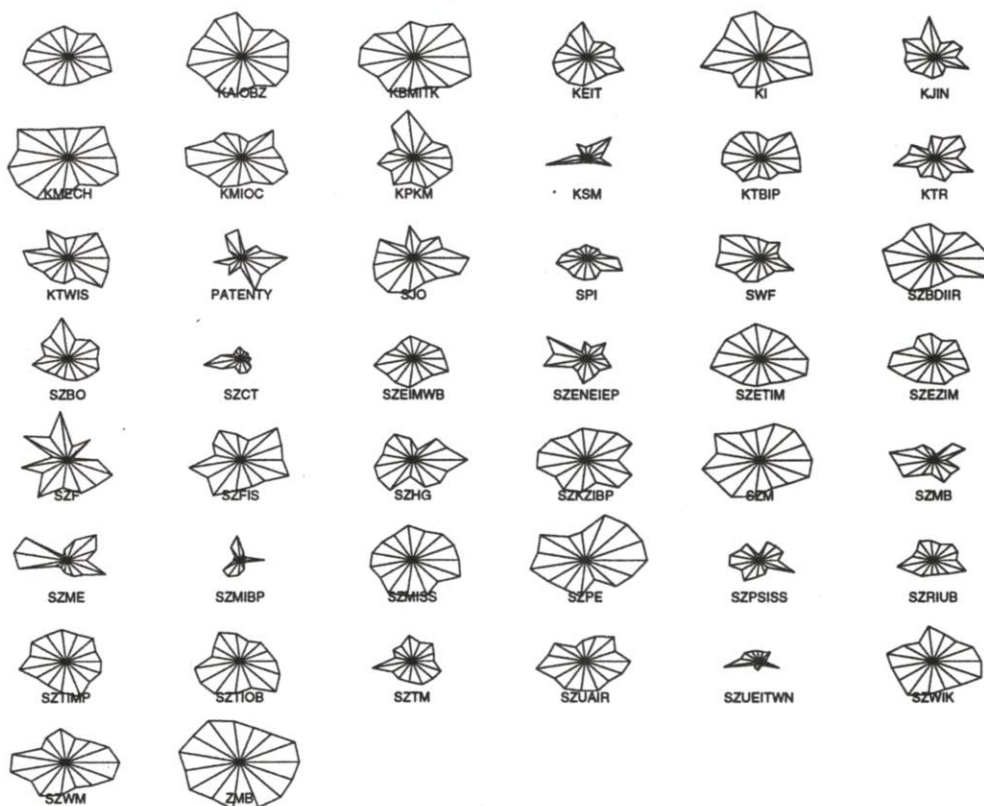 KAIOBZ KBMITK KEIT KI KJIN
KMECH KMIOC KPKM KSM KTBIP KTR
KTWIS PATENTY SJO SPI SWF SZBDIIR
SZBO SZCT SZEIMWB SZENEIEP SZETIM SZEZIM
SZF SZFIS SZHG SZKZIBP SZM SZMB
SZME SZMIBP SZMISS SZPE SZPSISS SZRIUB
SZTIMP SZTIOB SZTM SZUAIR SZUEITWN SZWIK
SZWM ZMB